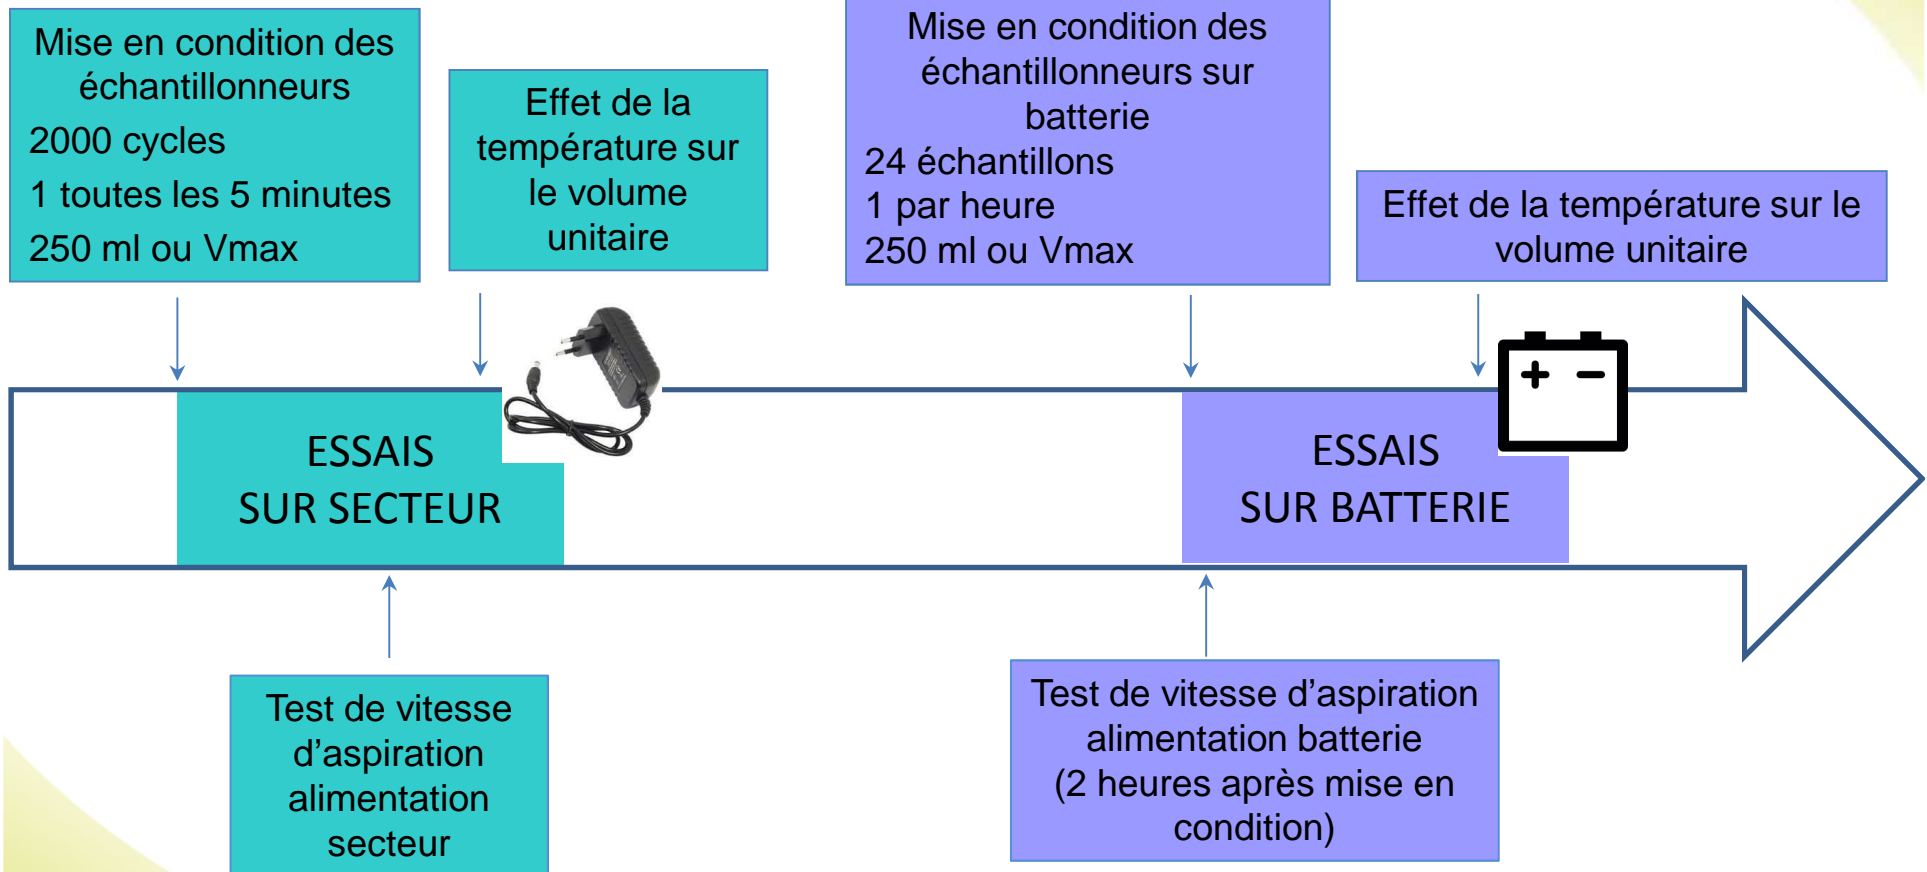 Mise en condition des
échantillonneurs
2000 cycles
1 toutes les 5 minutes
250 ml ou Vmax
Effet de la
température sur
le volume
unitaire
Mise en condition des
échantillonneurs sur
batterie
24 échantillons
1 par heure
250 ml ou Vmax
Effet de la température sur le
volume unitaire
ESSAIS
SUR SECTEUR
+ -
ESSAIS
SUR BATTERIE
Test de vitesse
d’aspiration
alimentation
secteur
Test de vitesse d’aspiration
alimentation batterie
(2 heures après mise en
condition)